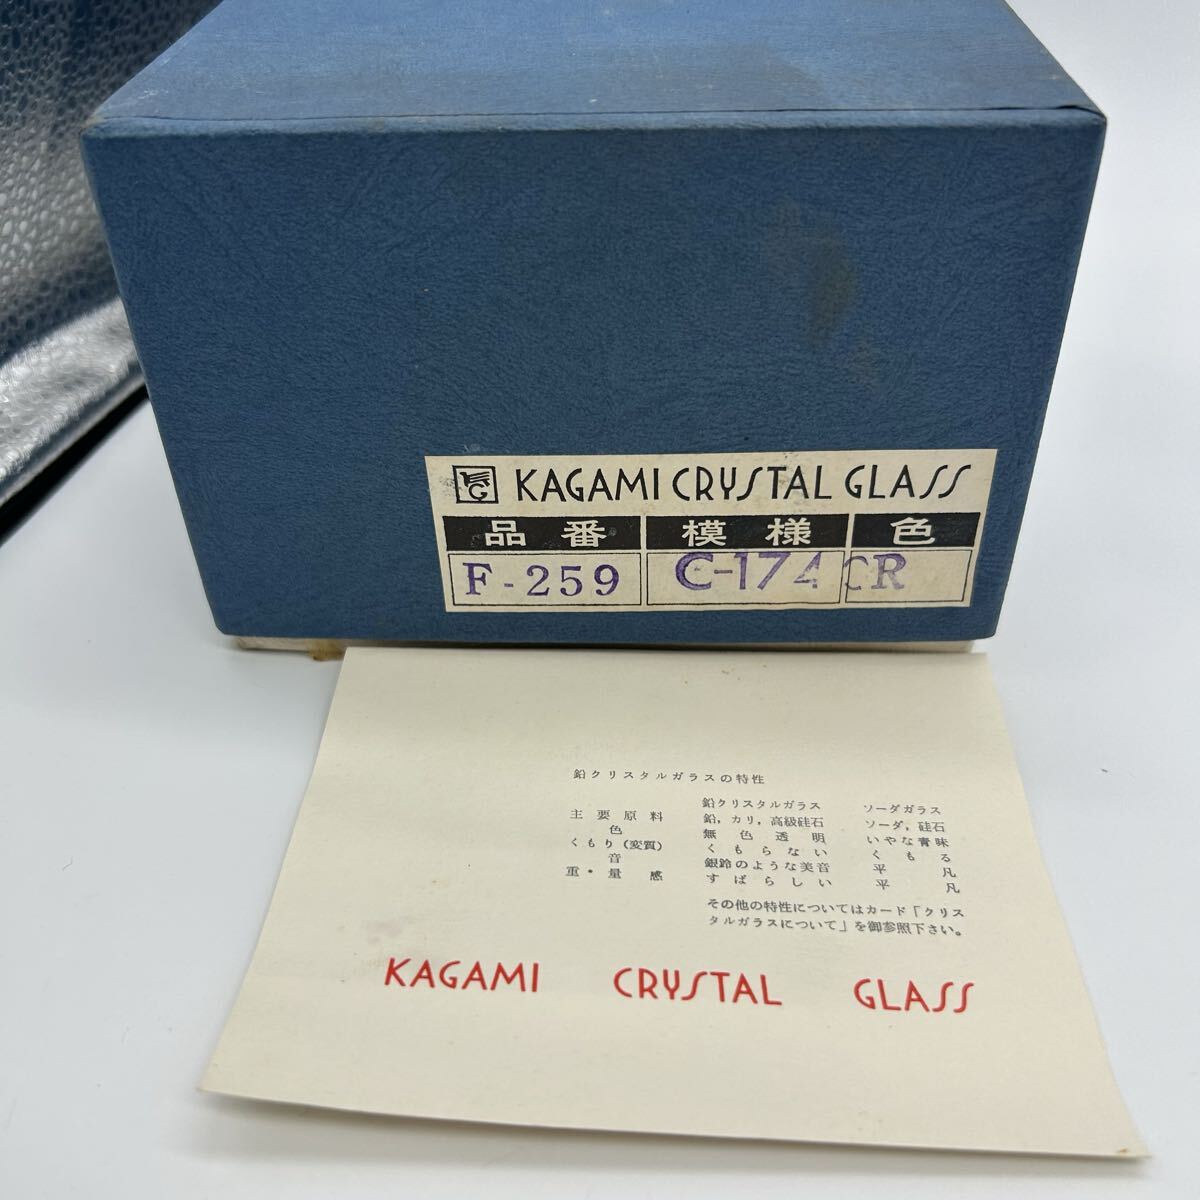 KAGAMI CRYSTAL GLASS
品番 模様 色
F-259 C-174 CR
鉛クリスタルガラスの特性
鉛クリスタルガラス ソーダガラス
主要原料 鉛，カリ，高級硅石 ソーダ，硅石
色 無色透明 いやな青味
くもり(変質) くもらない くもる
音 銀鈴のような美音 平凡
重・量感 すばらしい 平凡
その他の特性についてはカード「クリス
タルガラスについて」を御参照下さい。
KAGAMI CRYSTAL GLASS